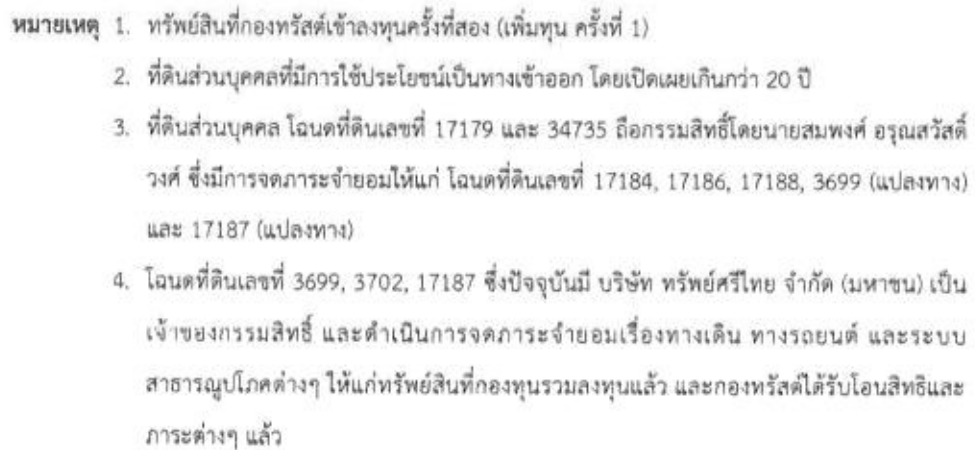 หมายเหตุ 1. ทรัพย์สินที่กองทรัสต์เข้าลงทุนครั้งที่สอง (เพิ่มทุน ครั้งที่ 1)
2. ที่ดินส่วนบุคคลที่มีการใช้ประโยชน์เป็นทางเข้าออก โดยเปิดเผยเกินกว่า 20 ปี
3. ที่ดินส่วนบุคคล โฉนดที่ดินเลขที่ 17179 และ 34735 ถือกรรมสิทธิ์โดยนายสมพงศ์ อรุณสวัสดิ์
วงศ์ ซึ่งมีการจดภาระจำยอมให้แก่ โฉนดที่ดินเลขที่ 17184, 17186, 17188, 3699 (แปลงทาง)
และ 17187 (แปลงทาง)
4. โฉนดที่ดินเลขที่ 3699, 3702, 17187 ซึ่งปัจจุบันมี บริษัท ทรัพย์ศรีไทย จำกัด (มหาชน) เป็น
เจ้าของกรรมสิทธิ์ และดำเนินการจดภาระจำยอมเรื่องทางเดิน ทางรถยนต์ และระบบ
สาธารณูปโภคต่างๆ ให้แก่ทรัพย์สินที่กองทุนรวมลงทุนแล้ว และกองทรัสต์ได้รับโอนสิทธิและ
ภาระต่างๆ แล้ว